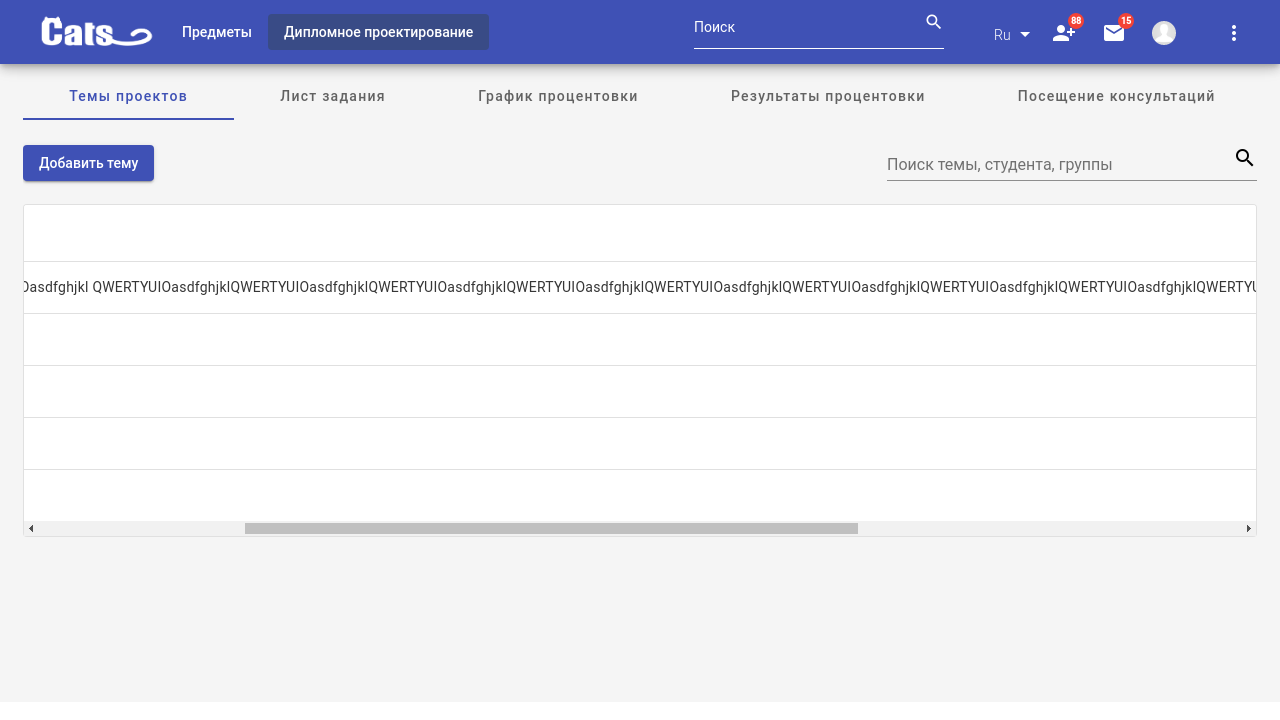 Cats
Предметы
Дипломное проектирование
Поиск
Ru
88
15
Темы проектов
Лист задания
График процентовки
Результаты процентовки
Посещение консультаций
Добавить тему
Поиск темы, студента, группы
Oasdfghjkl QWERTYUIOasdfghjklQWERTYUIOasdfghjklQWERTYUIOasdfghjklQWERTYUIOasdfghjklQWERTYUIOasdfghjklQWERTYUIOasdfghjklQWERTYUIOasdfghjklQWERTYUIOasdfghjklQWERTYU